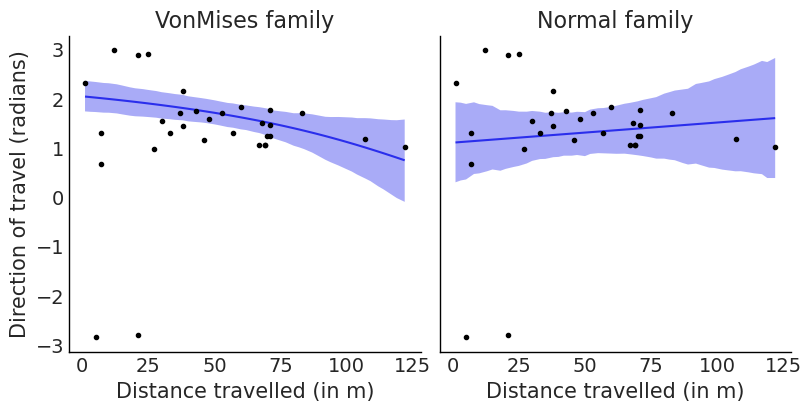 VonMises family
Normal family
Direction of travel (radians)
3
2
1
0
−1
−2
−3
0 25 50 75 100 125
0 25 50 75 100 125
Distance travelled (in m)
Distance travelled (in m)